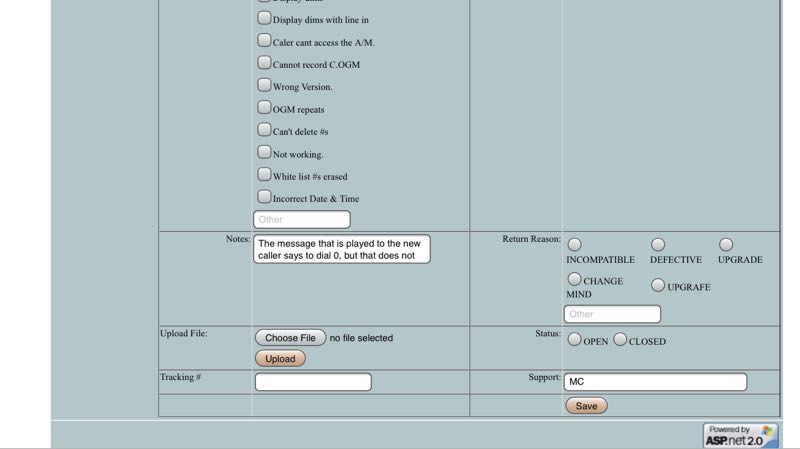 Display dims
Display dims with line in
Caler cant access the A/M.
Cannot record C.OGM
Wrong Version.
OGM repeats
Can't delete #s
Not working.
White list #s erased
Incorrect Date & Time
Other
Notes:
The message that is played to the new
caller says to dial 0, but that does not
Return Reason:
INCOMPATIBLE DEFECTIVE UPGRADE
CHANGE MIND UPGRAFE
Other
Upload File: Choose File no file selected
Upload
Status: OPEN CLOSED
Tracking #
Support: MC
Save
Powered by
ASP.net 2.0